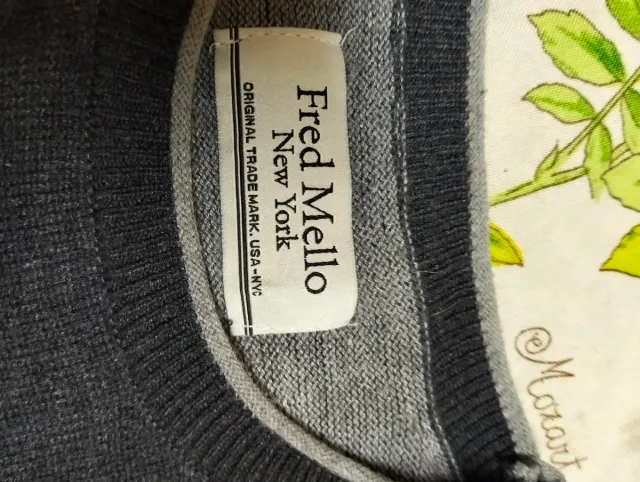 Fred Mello
New York
ORIGINAL TRADE MARK. USA-NYC
Mozart